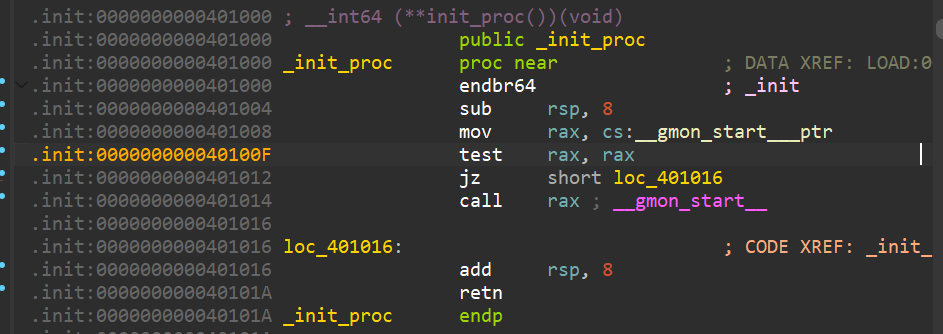 .init:0000000000401000 ; __int64 (**init_proc())(void)
.init:0000000000401000 public _init_proc
.init:0000000000401000 _init_proc proc near ; DATA XREF: LOAD:0
.init:0000000000401000 endbr64 ; _init
.init:0000000000401004 sub rsp, 8
.init:0000000000401008 mov rax, cs:__gmon_start___ptr
.init:000000000040100F test rax, rax
.init:0000000000401012 jz short loc_401016
.init:0000000000401014 call rax ; __gmon_start__
.init:0000000000401016
.init:0000000000401016 loc_401016: ; CODE XREF: _init_
.init:0000000000401016 add rsp, 8
.init:000000000040101A retn
.init:000000000040101A _init_proc endp